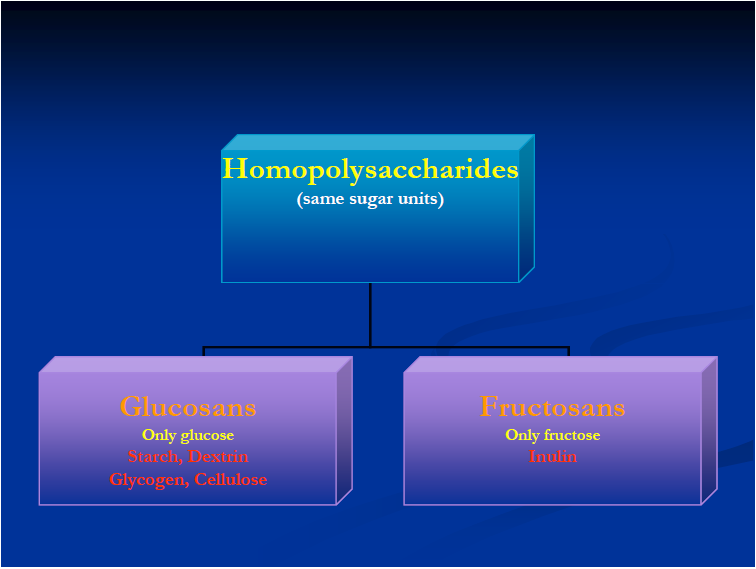 Homopolysaccharides
(same sugar units)
Glucosans
Only glucose
Starch, Dextrin
Glycogen, Cellulose
Fructosans
Only fructose
Inulin